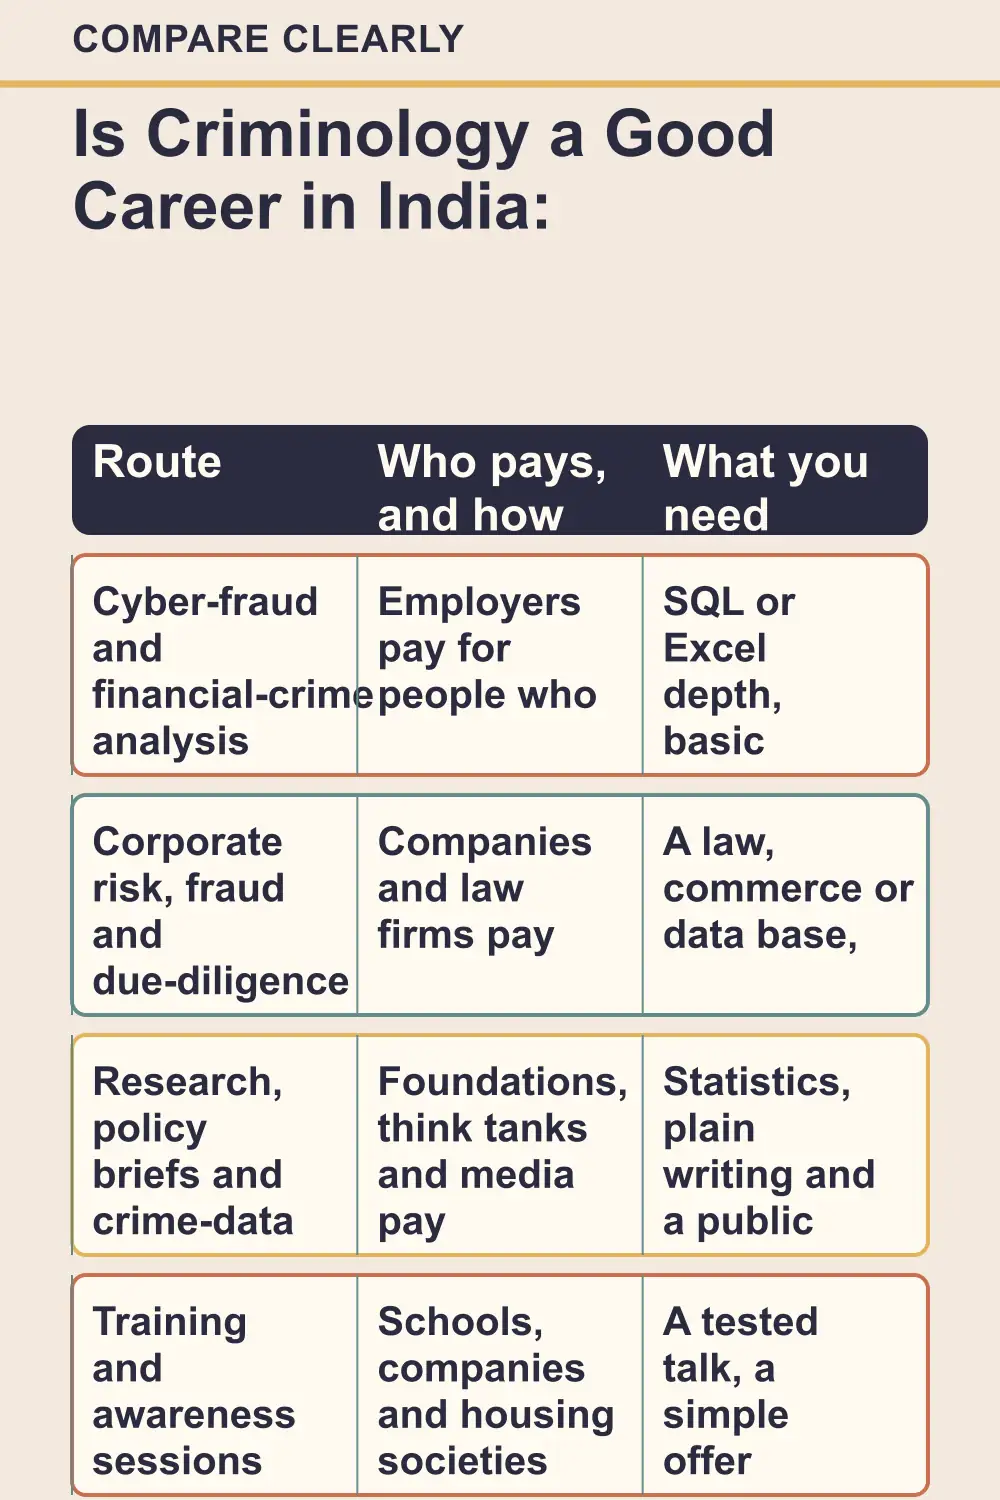 COMPARE CLEARLY
Is Criminology a Good
Career in India:
Route
Who pays,
and how
What you
need
Cyber-fraud
and
financial-crime
analysis
Employers
pay for
people who
SQL or
Excel
depth,
basic
Corporate
risk, fraud
and
due-diligence
Companies
and law
firms pay
A law,
commerce or
data base,
Research,
policy
briefs and
crime-data
Foundations,
think tanks
and media
pay
Statistics,
plain
writing and
a public
Training
and
awareness
sessions
Schools,
companies
and housing
societies
A tested
talk, a
simple
offer